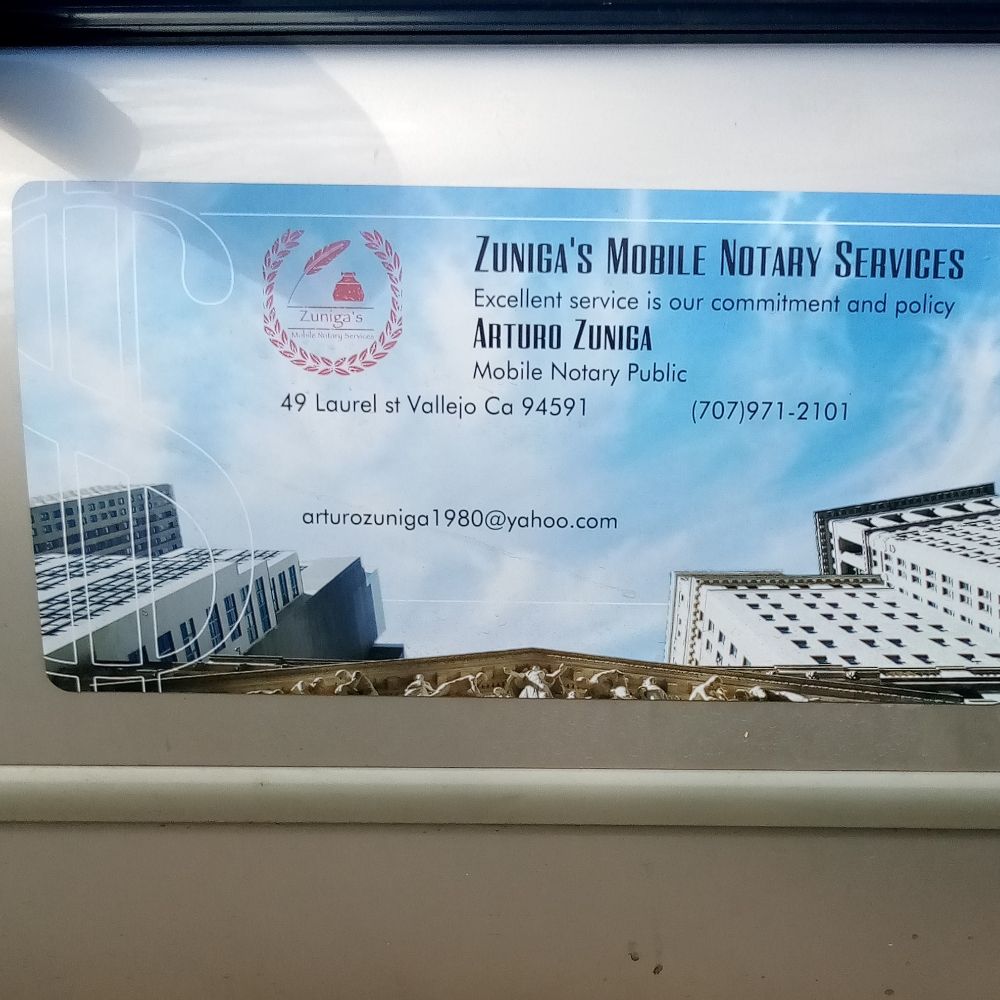 ZUNIGA'S MOBILE NOTARY SERVICES
Excellent service is our commitment and policy
ARTURO ZUNIGA
Mobile Notary Public
Zuniga's
Mobile Notary Services
49 Laurel st Vallejo Ca 94591
(707)971-2101
arturozuniga1980@yahoo.com